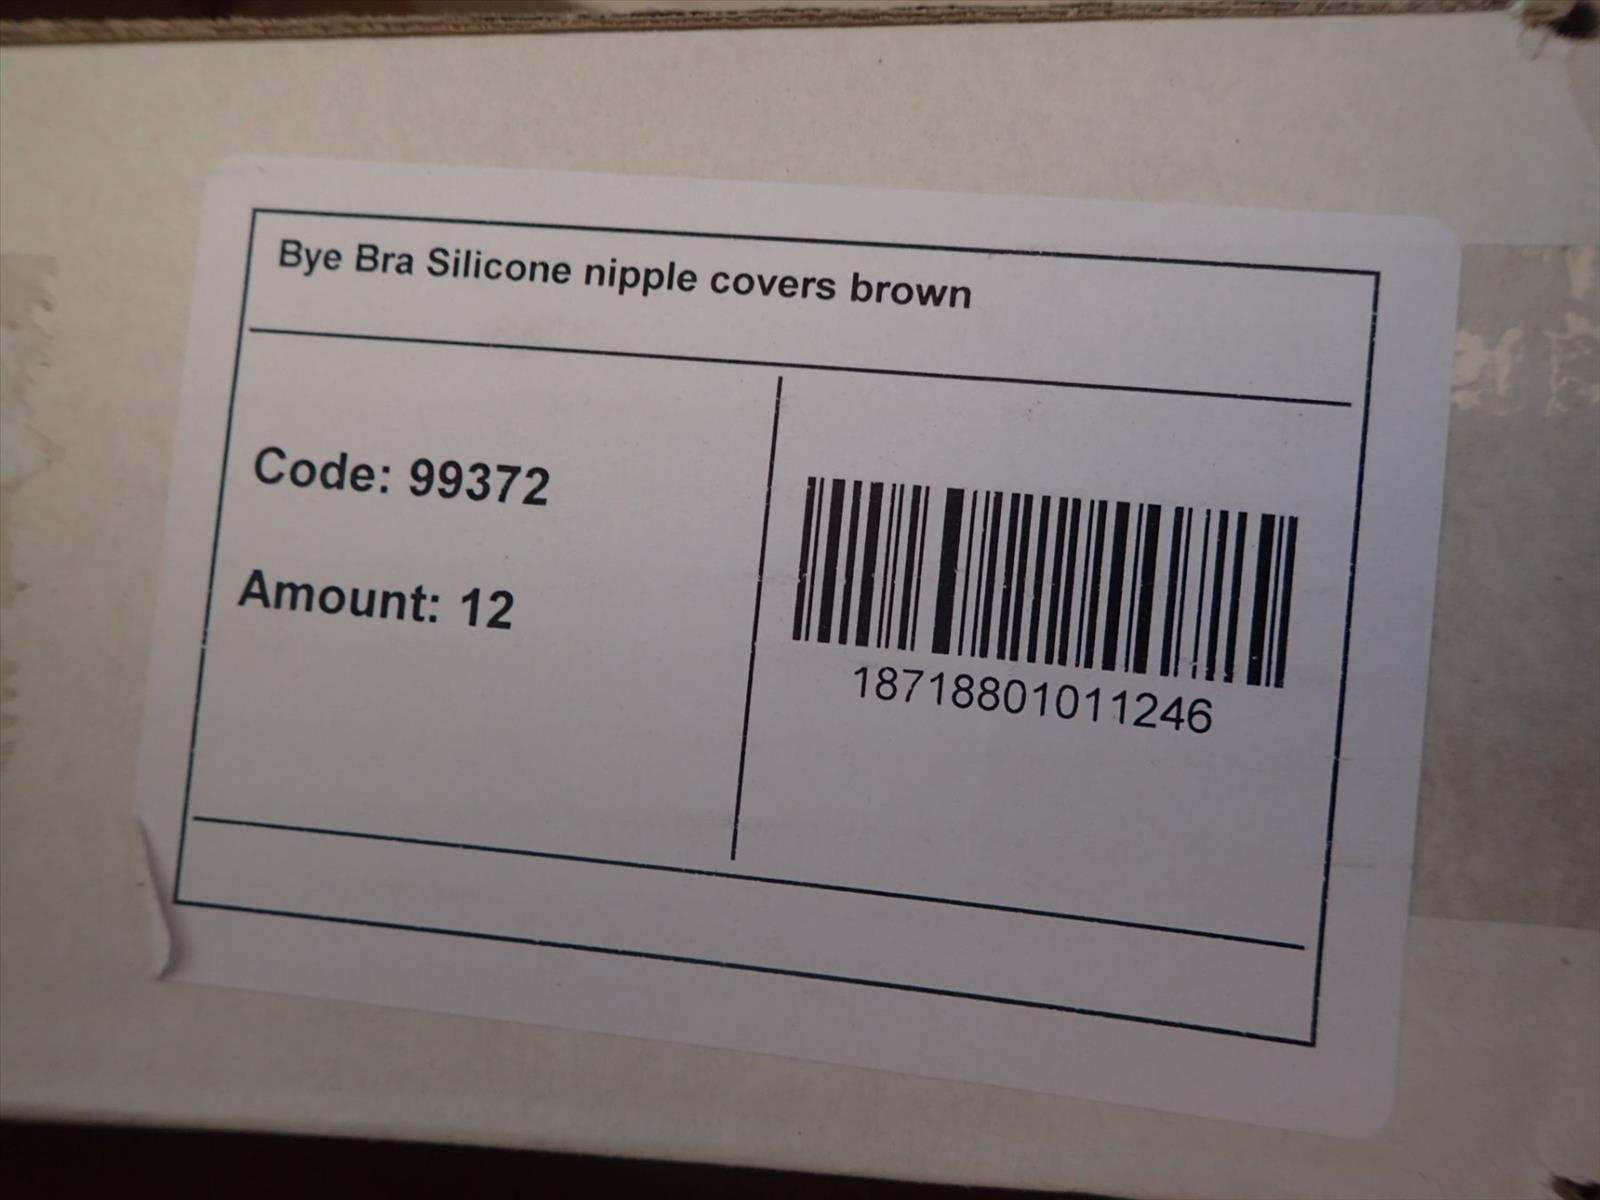 Bye Bra Silicone nipple covers brown
Code: 99372
Amount: 12
18718801011246